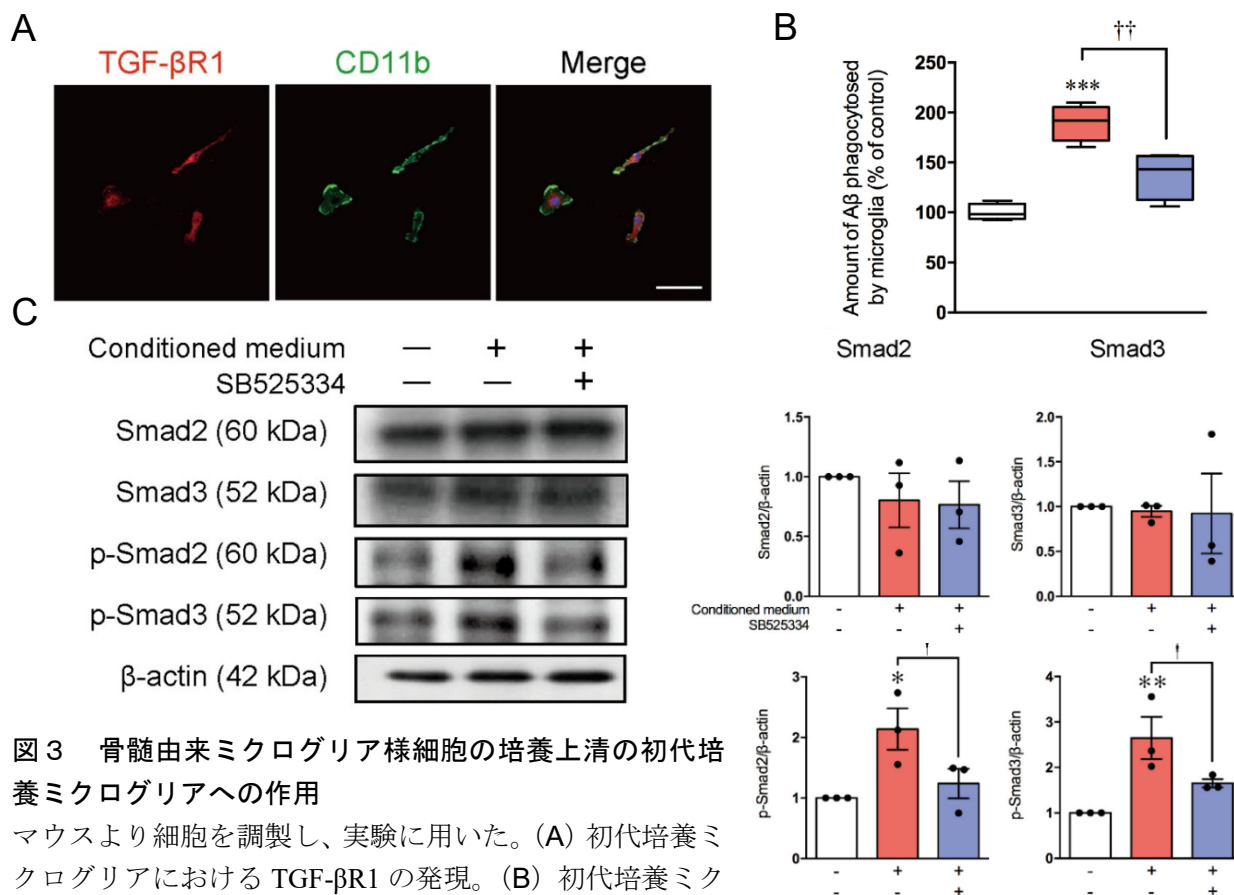 A
TGF-βR1 CD11b Merge
B
††
***
250
200
150
100
50
0
Amount of Aβ phagocytosed
by microglia (% of control)
C
Conditioned medium — + +
SB525334 — — +
Smad2 (60 kDa)
Smad3 (52 kDa)
p-Smad2 (60 kDa)
p-Smad3 (52 kDa)
β-actin (42 kDa)
Smad2 Smad3
1.5
1.0
0.5
0.0
Smad2/β-actin
Conditioned medium - + +
SB525334 - - +
2.0
1.5
1.0
0.5
0.0
Smad3/β-actin
- + +
- - +
†
*
3
2
1
0
p-Smad2/β-actin
- + +
- - +
†
**
4
3
2
1
0
p-Smad3/β-actin
- + +
- - +
図3 骨髄由来ミクログリア様細胞の培養上清の初代培
養ミクログリアへの作用
マウスより細胞を調製し、実験に用いた。(A) 初代培養ミ
クログリアにおける TGF-βR1 の発現。(B) 初代培養ミク